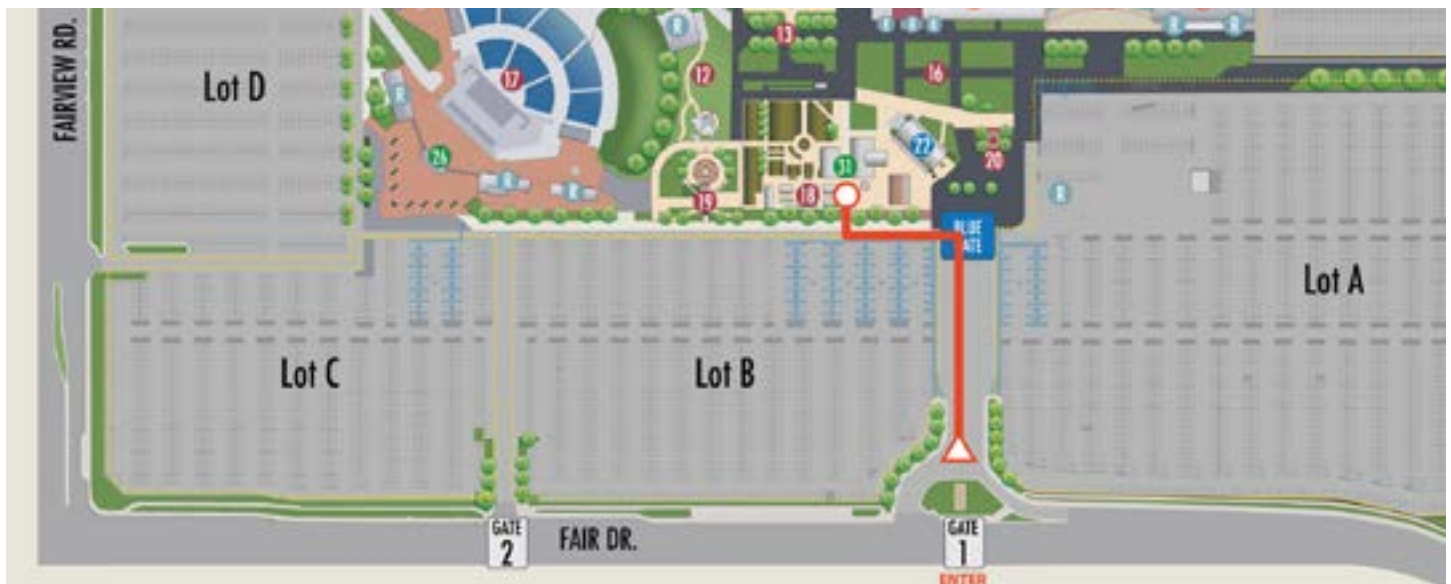 FAIRVIEW RD.
Lot D
R
R
R
R
R
R
17
12
13
16
R
26
R
R
19
18
31
22
20
R
BLUE
GATE
Lot A
Lot C
Lot B
GATE
2
FAIR DR.
GATE
1
ENTER